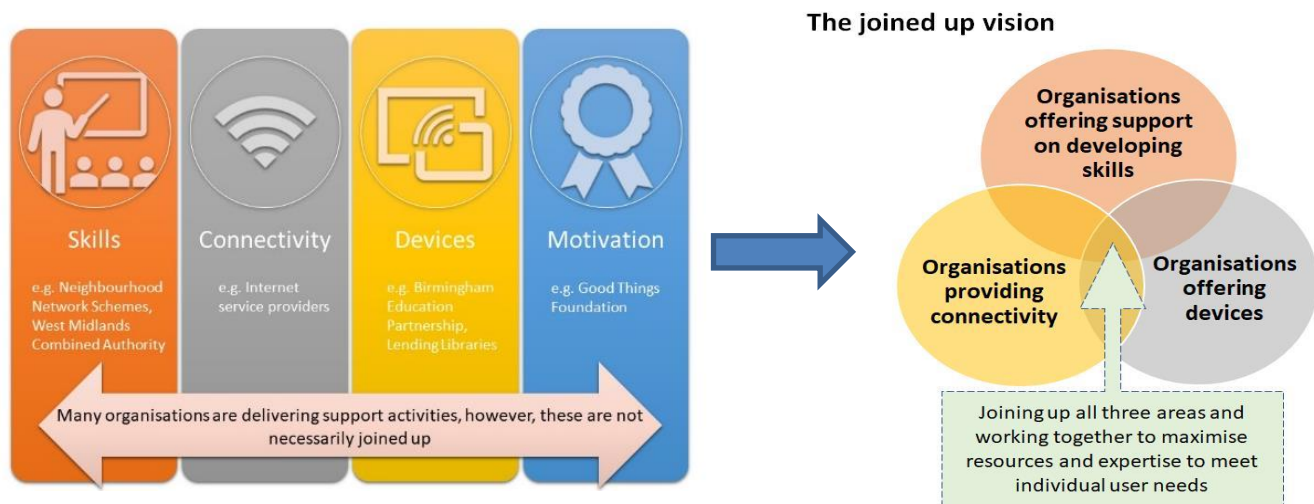 Skills
e.g. Neighbourhood
Network Schemes,
West Midlands
Combined Authority
Connectivity
e.g. Internet
service providers
Devices
e.g. Birmingham
Education
Partnership,
Lending Libraries
Motivation
e.g. Good Things
Foundation
Many organisations are delivering support activities, however, these are not
necessarily joined up
The joined up vision
Organisations
offering support
on developing
skills
Organisations
providing
connectivity
Organisations
offering
devices
Joining up all three areas and
working together to maximise
resources and expertise to meet
individual user needs